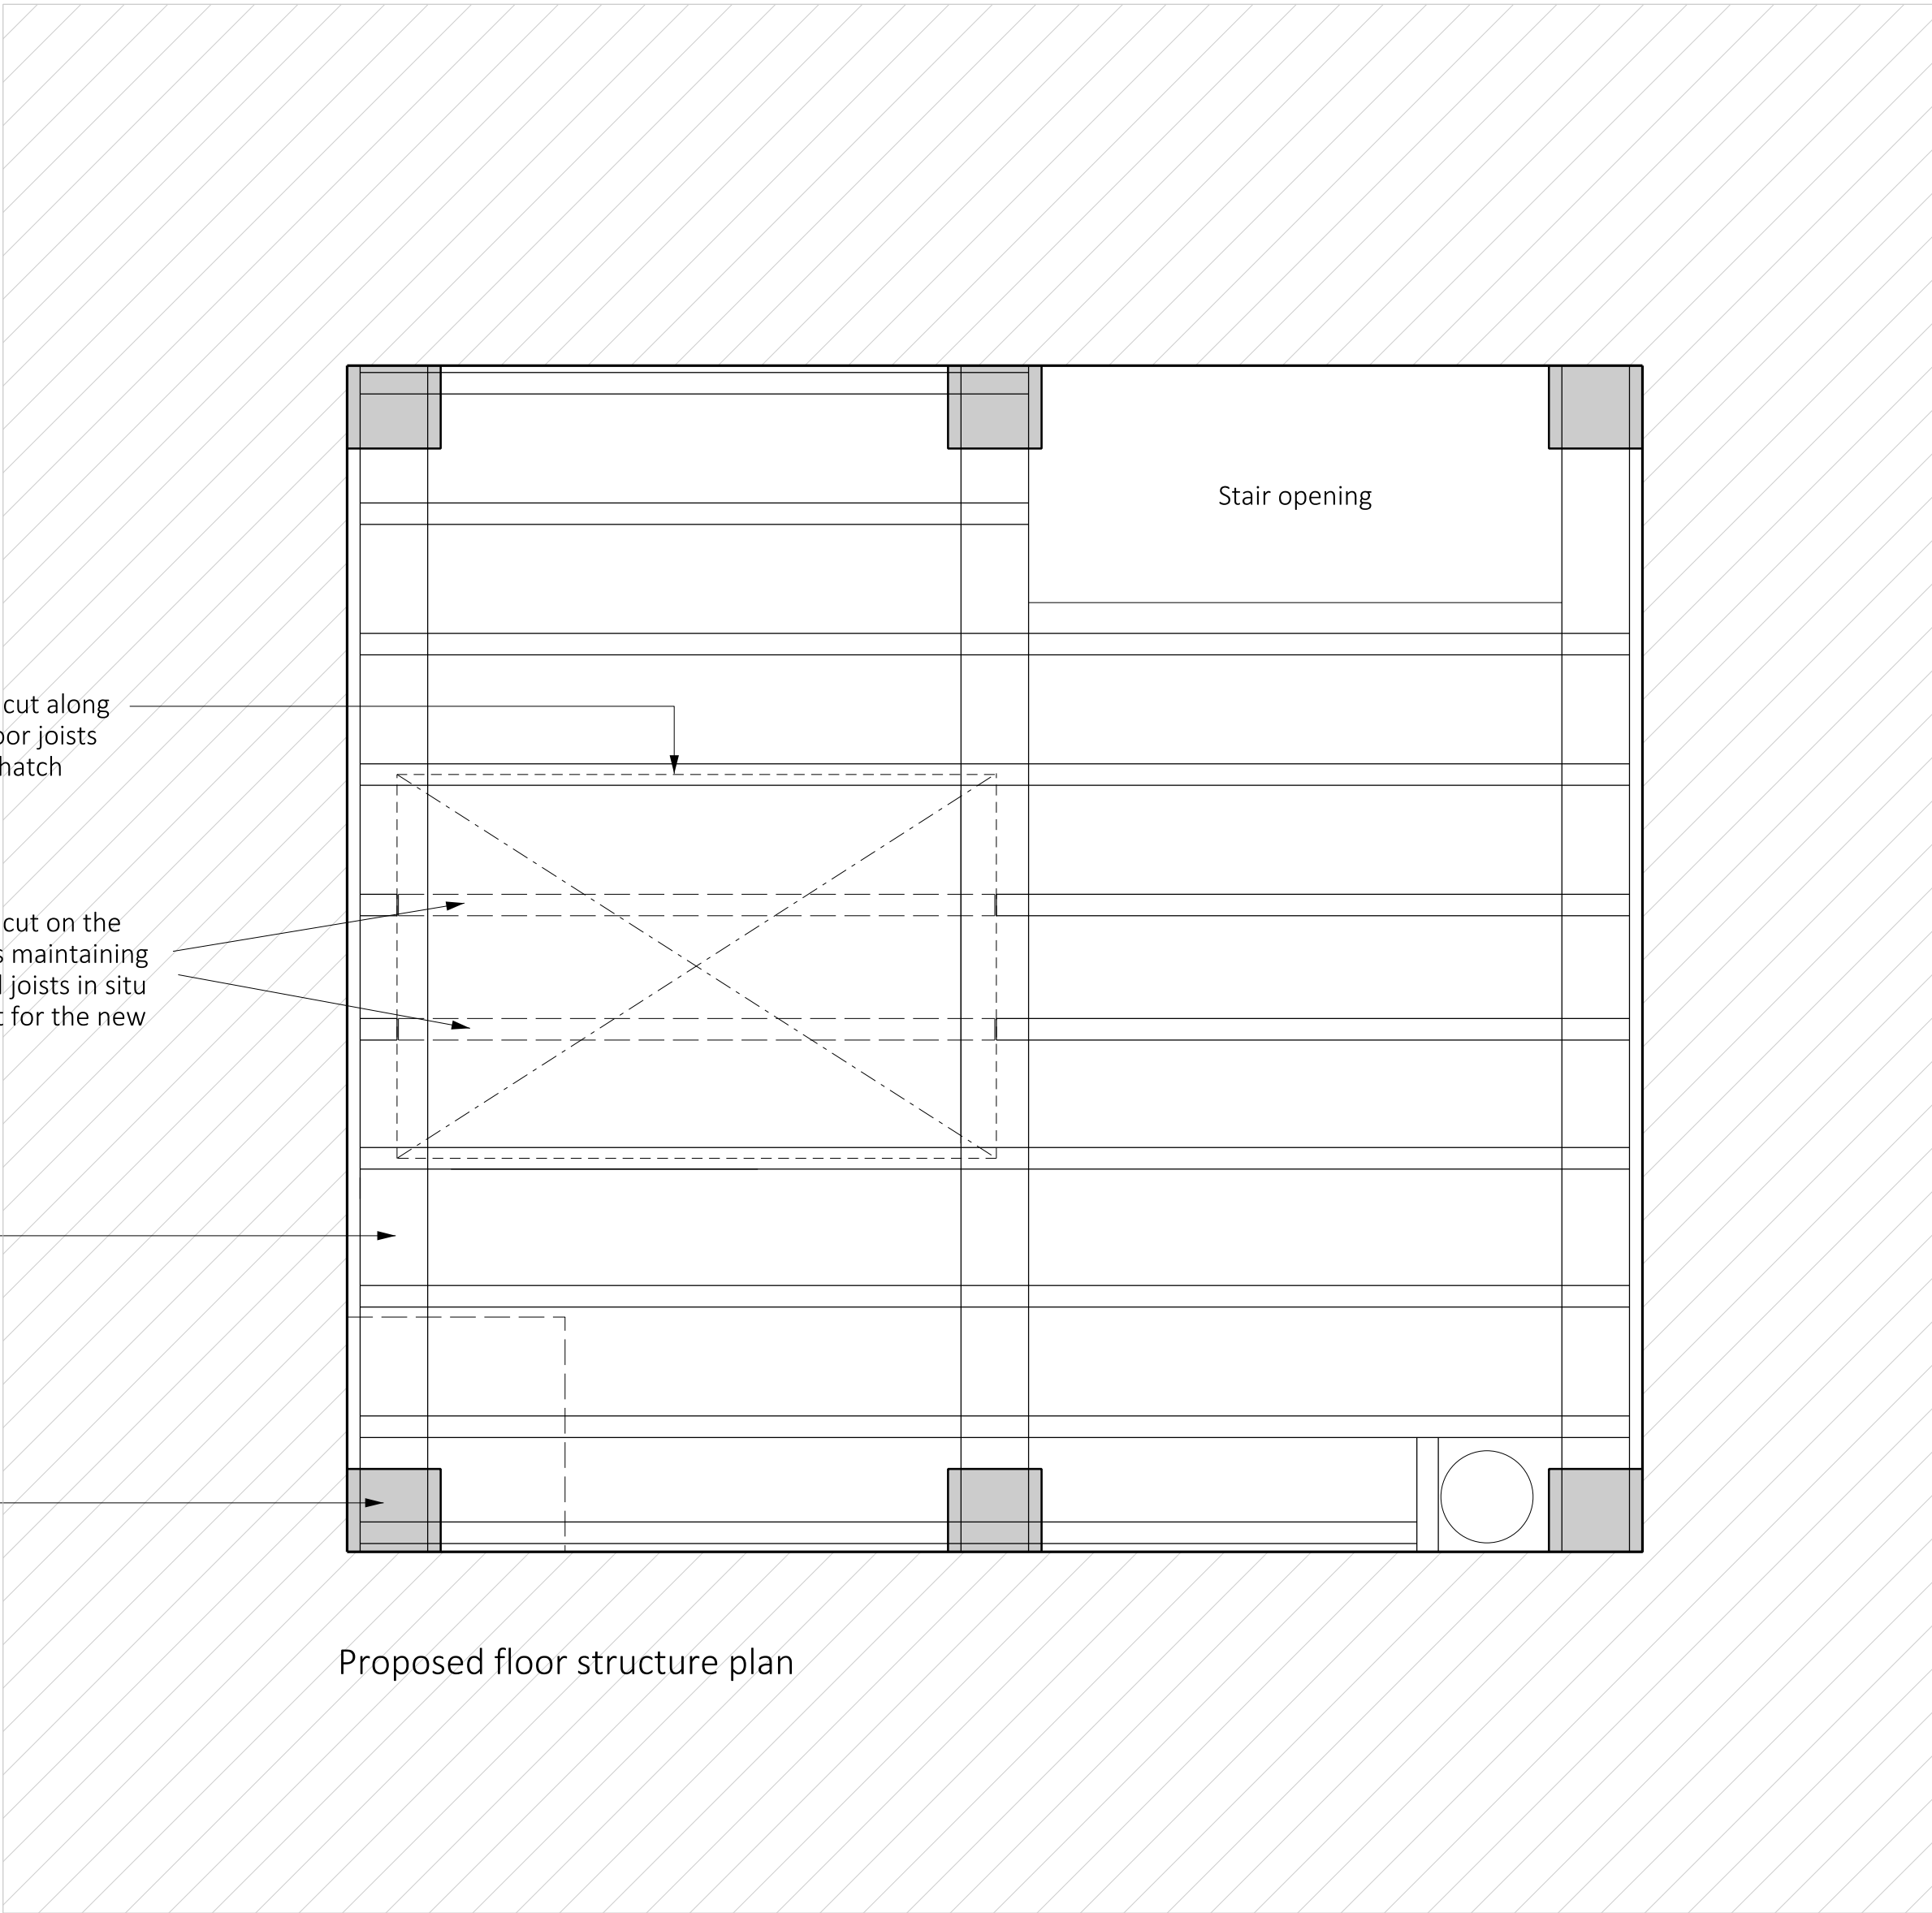 Stair opening
cut along
joists
hatch
cut on the
maintaining
joists in situ
for the new
Proposed floor structure plan